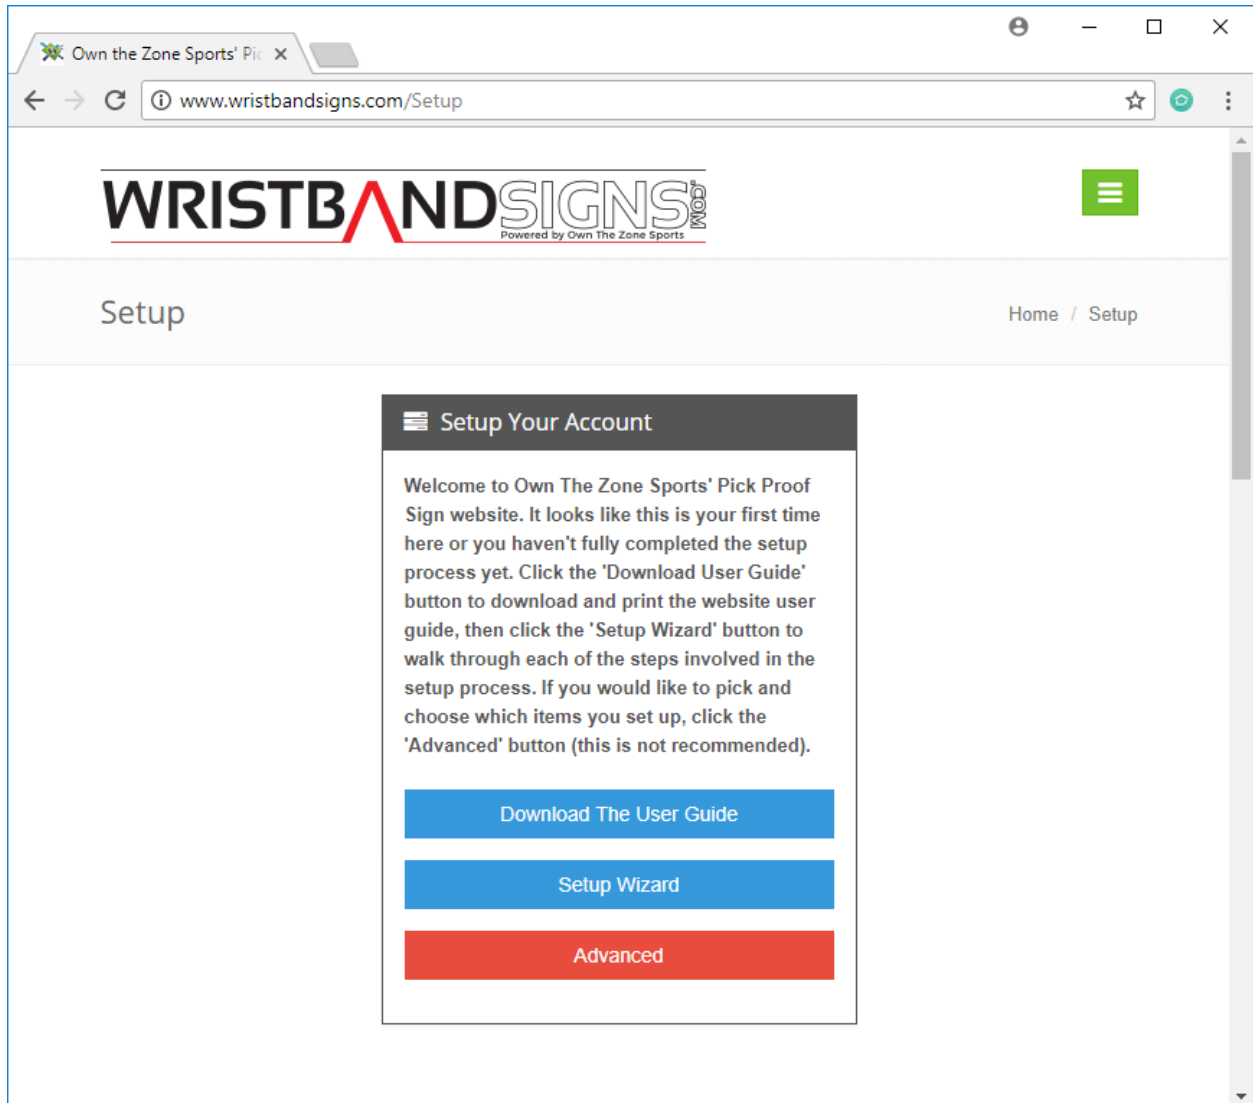 Own the Zone Sports' Pic
www.wristbandsigns.com/Setup
WRISTBANDSIGNS.COM
Powered by Own The Zone Sports
Setup
Home / Setup
Setup Your Account
Welcome to Own The Zone Sports' Pick Proof
Sign website. It looks like this is your first time
here or you haven't fully completed the setup
process yet. Click the 'Download User Guide'
button to download and print the website user
guide, then click the 'Setup Wizard' button to
walk through each of the steps involved in the
setup process. If you would like to pick and
choose which items you set up, click the
'Advanced' button (this is not recommended).
Download The User Guide
Setup Wizard
Advanced